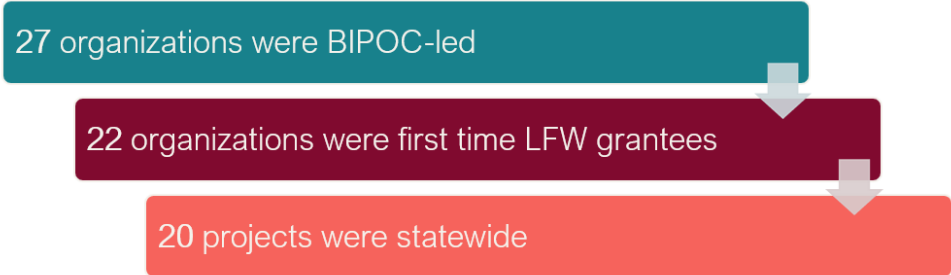 27 organizations were BIPOC-led
22 organizations were first time LFW grantees
20 projects were statewide